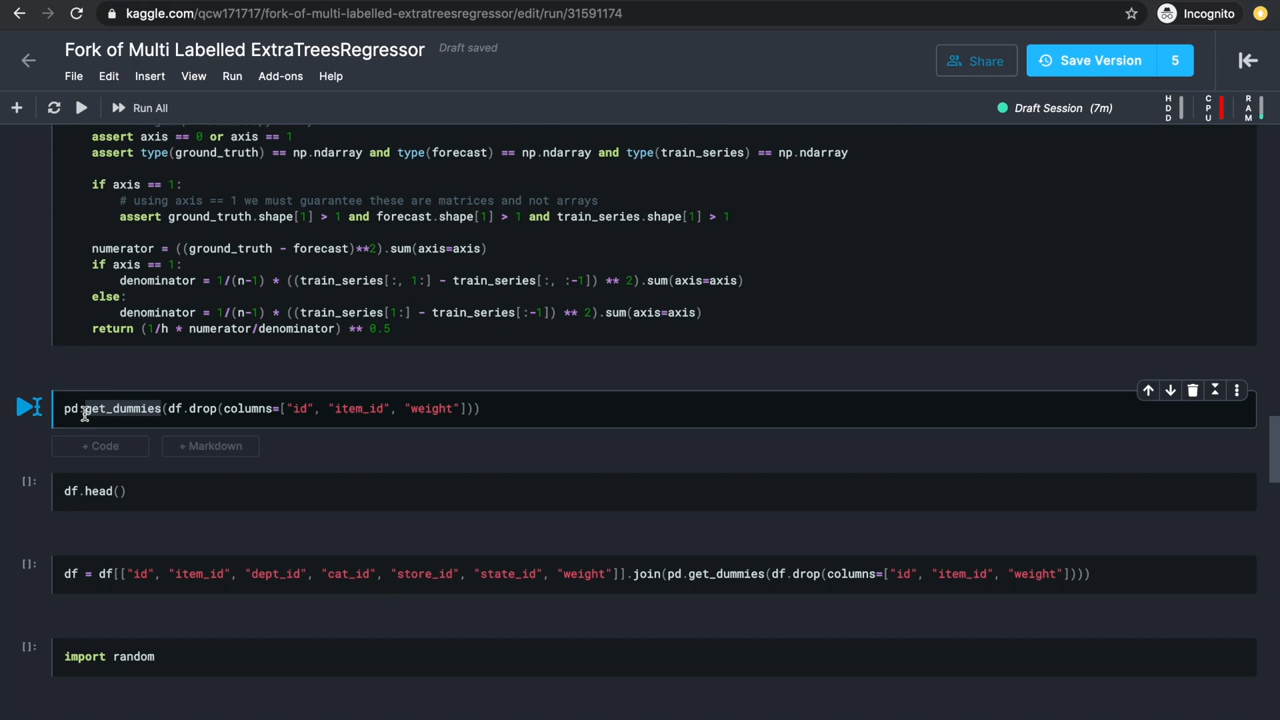 kaggle.com/qcw171717/fork-of-multi-labelled-extratreesregressor/edit/run/31591174
Incognito
Fork of Multi Labelled ExtraTreesRegressor
Draft saved
File Edit Insert View Run Add-ons Help
Share
Save Version 5
Run All
Draft Session (7m)
HDD
CPU
RAM
assert axis == 0 or axis == 1
assert type(ground_truth) == np.ndarray and type(forecast) == np.ndarray and type(train_series) == np.ndarray
if axis == 1:
# using axis == 1 we must guarantee these are matrices and not arrays
assert ground_truth.shape[1] > 1 and forecast.shape[1] > 1 and train_series.shape[1] > 1
numerator = ((ground_truth - forecast)**2).sum(axis=axis)
if axis == 1:
denominator = 1/(n-1) * ((train_series[:, 1:] - train_series[:, :-1]) ** 2).sum(axis=axis)
else:
denominator = 1/(n-1) * ((train_series[1:] - train_series[:-1]) ** 2).sum(axis=axis)
return (1/h * numerator/denominator) ** 0.5
pd.get_dummies(df.drop(columns=["id", "item_id", "weight"]))
+ Code
+ Markdown
[]:
df.head()
[]:
df = df[["id", "item_id", "dept_id", "cat_id", "store_id", "state_id", "weight"]].join(pd.get_dummies(df.drop(columns=["id", "item_id", "weight"])))
[]:
import random